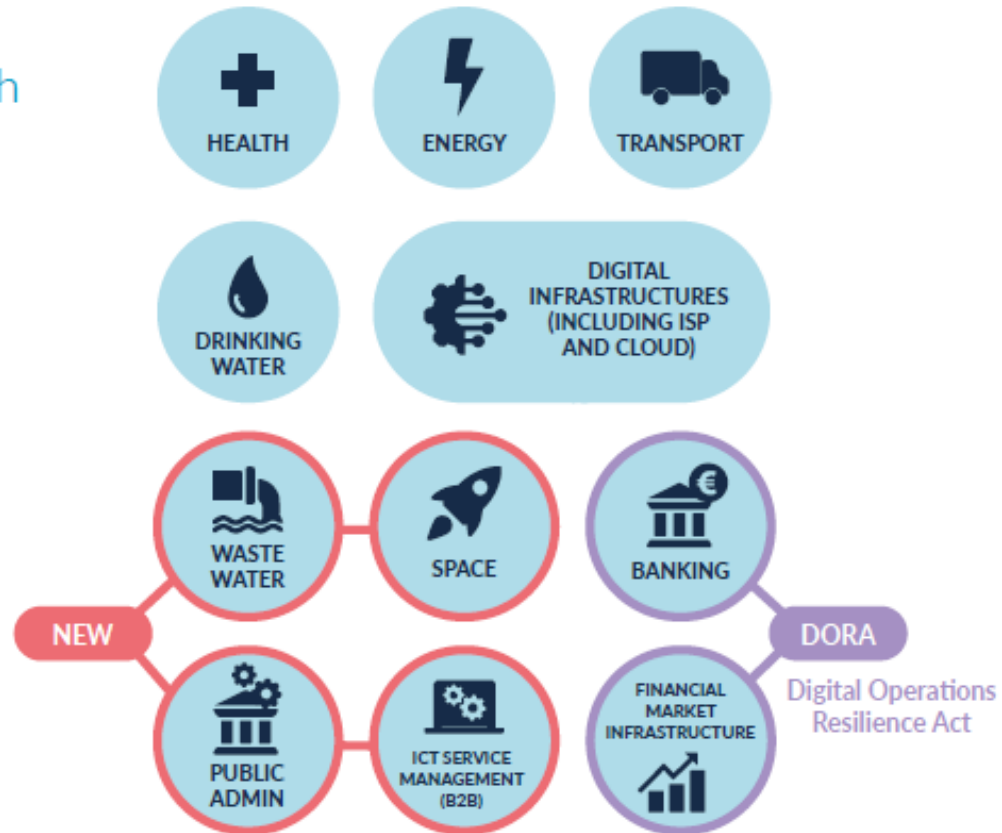 h
HEALTH
ENERGY
TRANSPORT
DRINKING
WATER
DIGITAL
INFRASTRUCTURES
(INCLUDING ISP
AND CLOUD)
WASTE
WATER
SPACE
€
BANKING
NEW
DORA
Digital Operations
Resilience Act
PUBLIC
ADMIN
ICT SERVICE
MANAGEMENT
(B2B)
FINANCIAL
MARKET
INFRASTRUCTURE